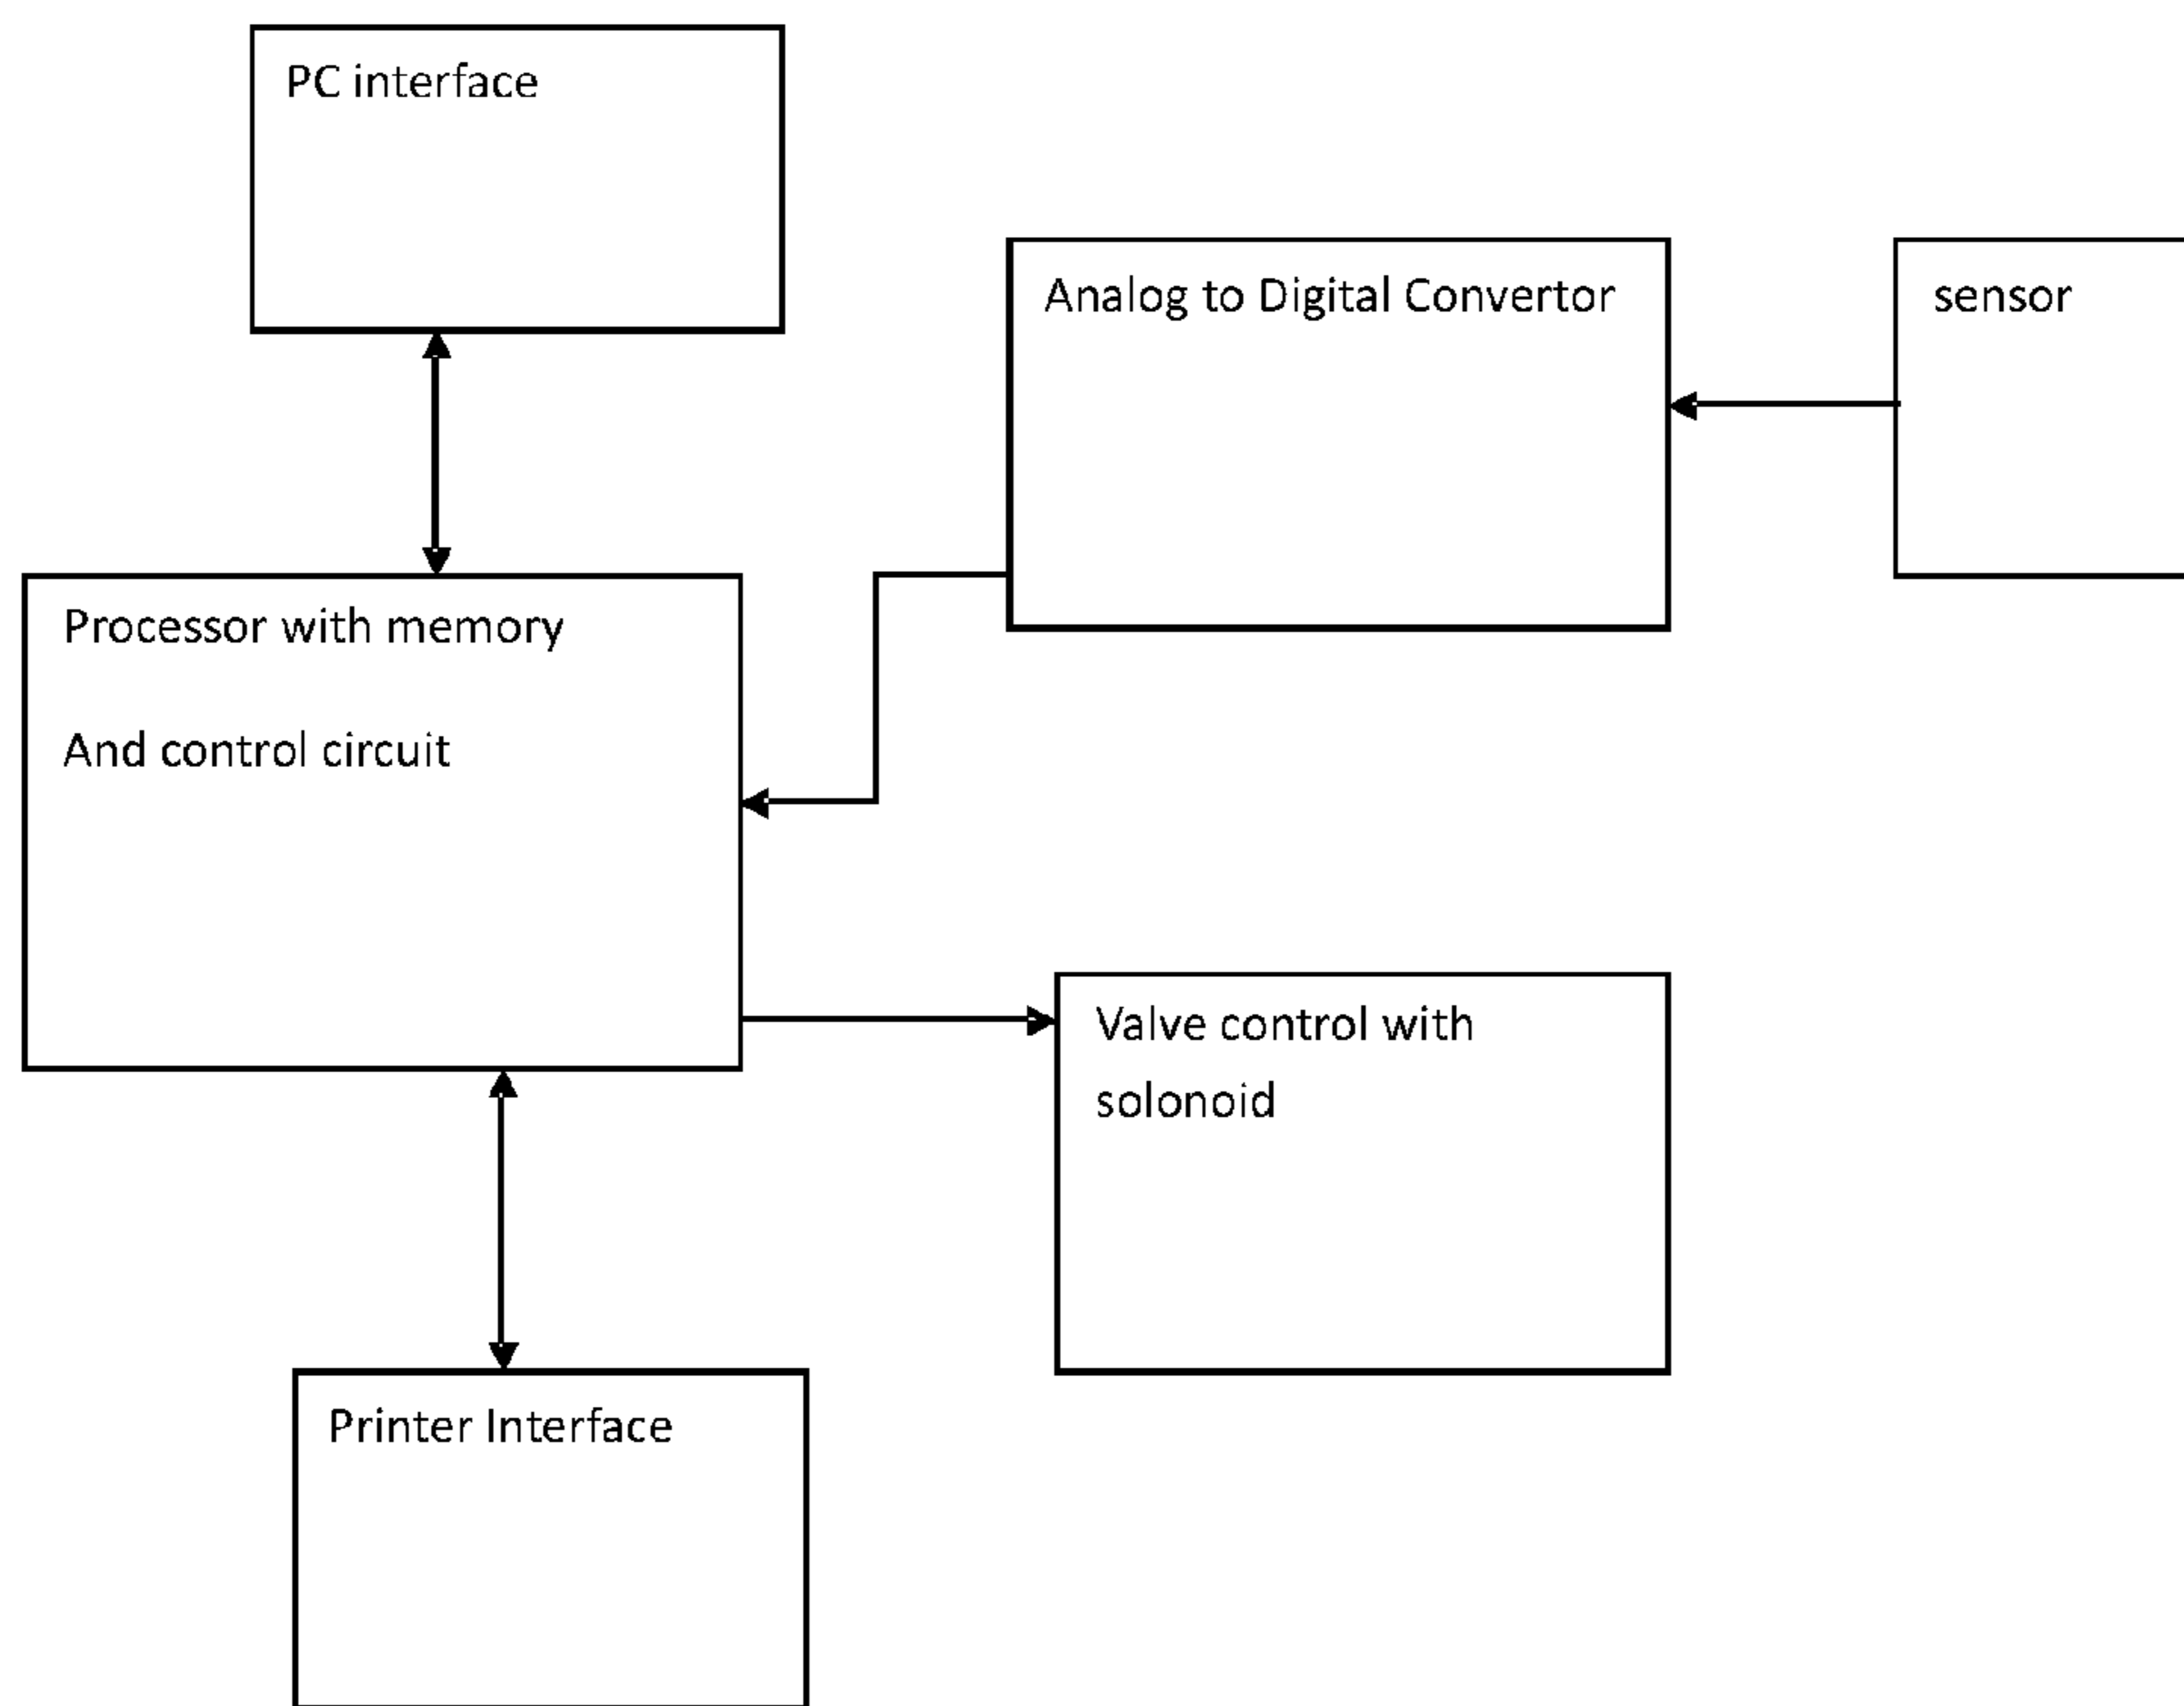 PC interface
Analog to Digital Convertor
sensor
Processor with memory
And control circuit
Valve control with
solonoid
Printer Interface